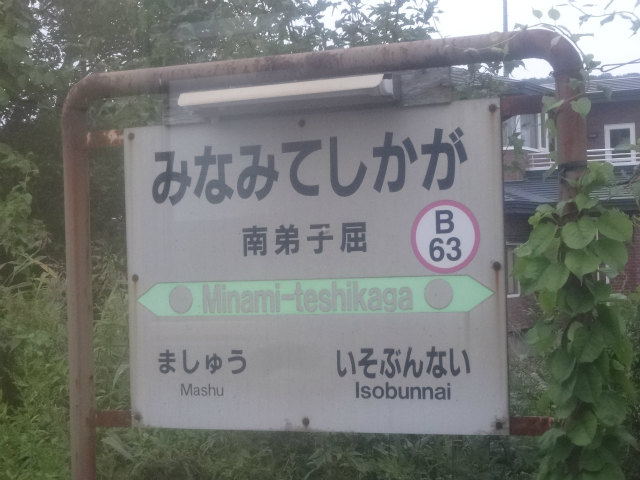 みなみてしかが
南弟子屈
B
63
Minami-teshikaga
ましゅう
Mashu
いそぶんない
Isobunnai